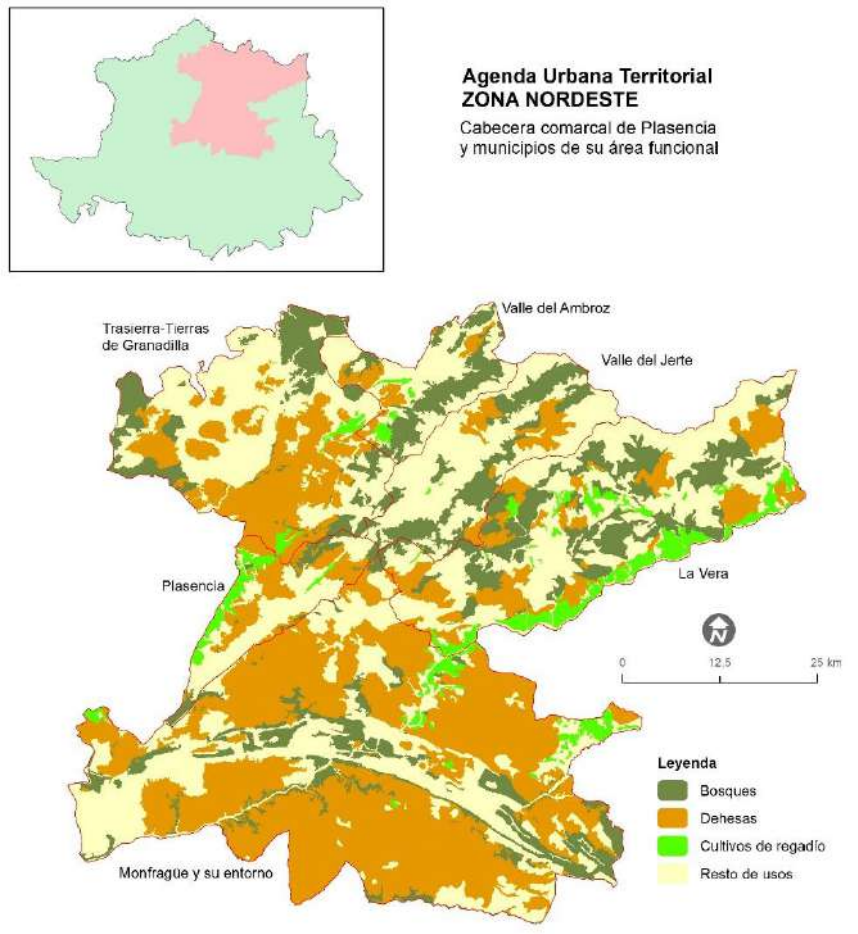 Agenda Urbana Territorial
ZONA NORDESTE
Cabecera comarcal de Plasencia
y municipios de su área funcional
Valle del Ambroz
Trasierra-Tierras
de Granadilla
Valle del Jerte
Plasencia
La Vera
N
0 12,5 25 km
Leyenda
Bosques
Dehesas
Cultivos de regadío
Resto de usos
Monfragüe y su entorno